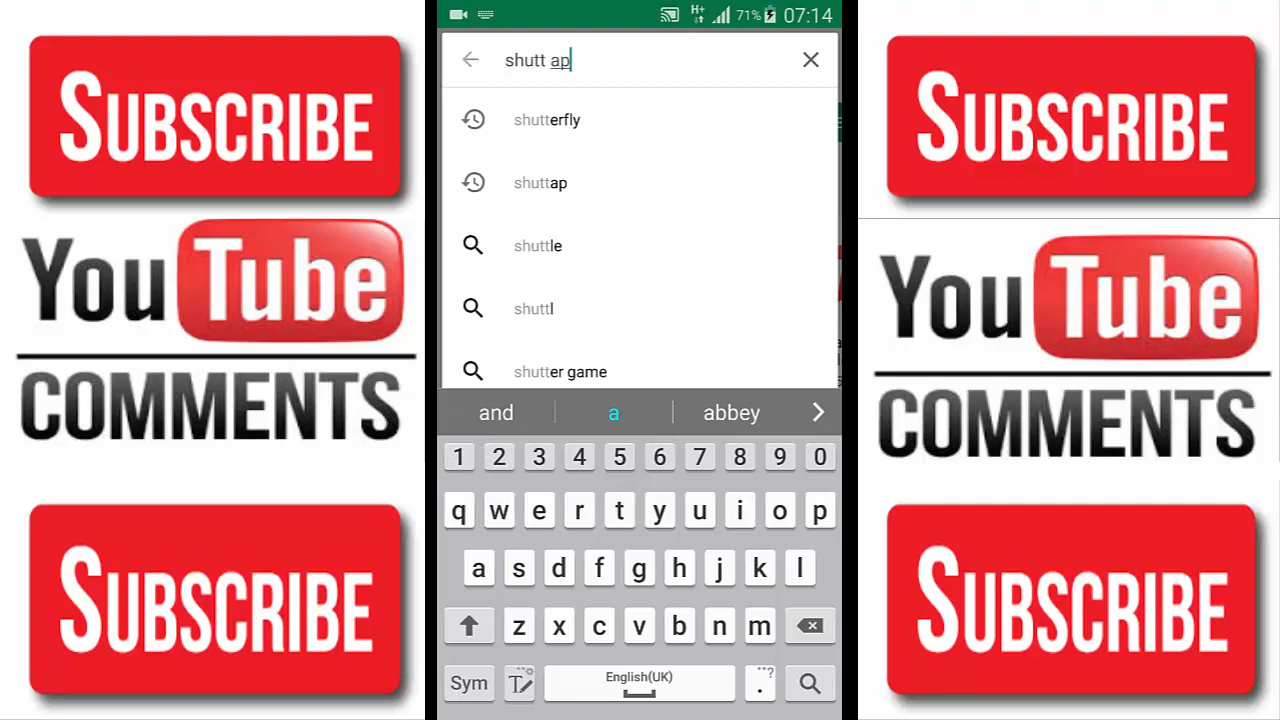 SUBSCRIBE
YouTube
COMMENTS
SUBSCRIBE
H+ 71% 07:14
shutt ap
shutterfly
shuttap
shuttle
shuttl
shutter game
and a abbey
1 2 3 4 5 6 7 8 9 0
q w e r t y u i o p
a s d f g h j k l
z x c v b n m
Sym English(UK) . ..?
SUBSCRIBE
YouTube
COMMENTS
SUBSCRIBE